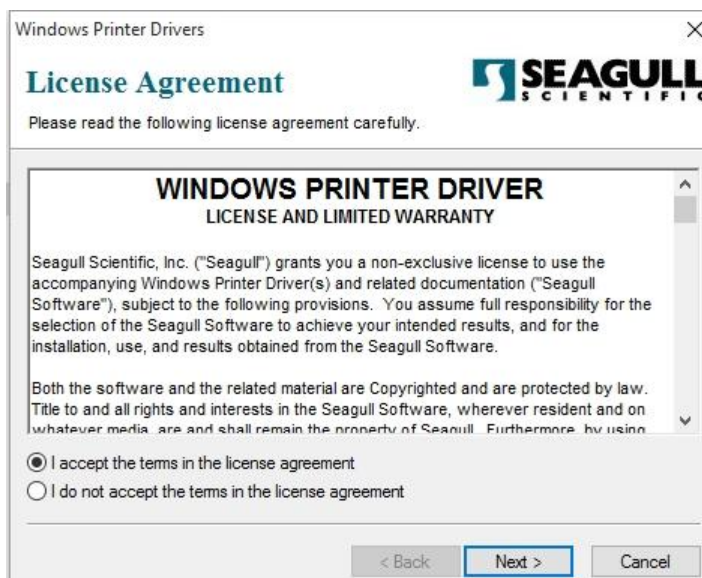 Windows Printer Drivers
License Agreement
SEAGULL
SCIENTIFIC
Please read the following license agreement carefully.
WINDOWS PRINTER DRIVER
LICENSE AND LIMITED WARRANTY
Seagull Scientific, Inc. ("Seagull") grants you a non-exclusive license to use the
accompanying Windows Printer Driver(s) and related documentation ("Seagull
Software"), subject to the following provisions. You assume full responsibility for the
selection of the Seagull Software to achieve your intended results, and for the
installation, use, and results obtained from the Seagull Software.
Both the software and the related material are Copyrighted and are protected by law.
Title to and all rights and interests in the Seagull Software, wherever resident and on
whatever media, are and shall remain the property of Seagull. Furthermore, by using
I accept the terms in the license agreement
I do not accept the terms in the license agreement
< Back
Next >
Cancel